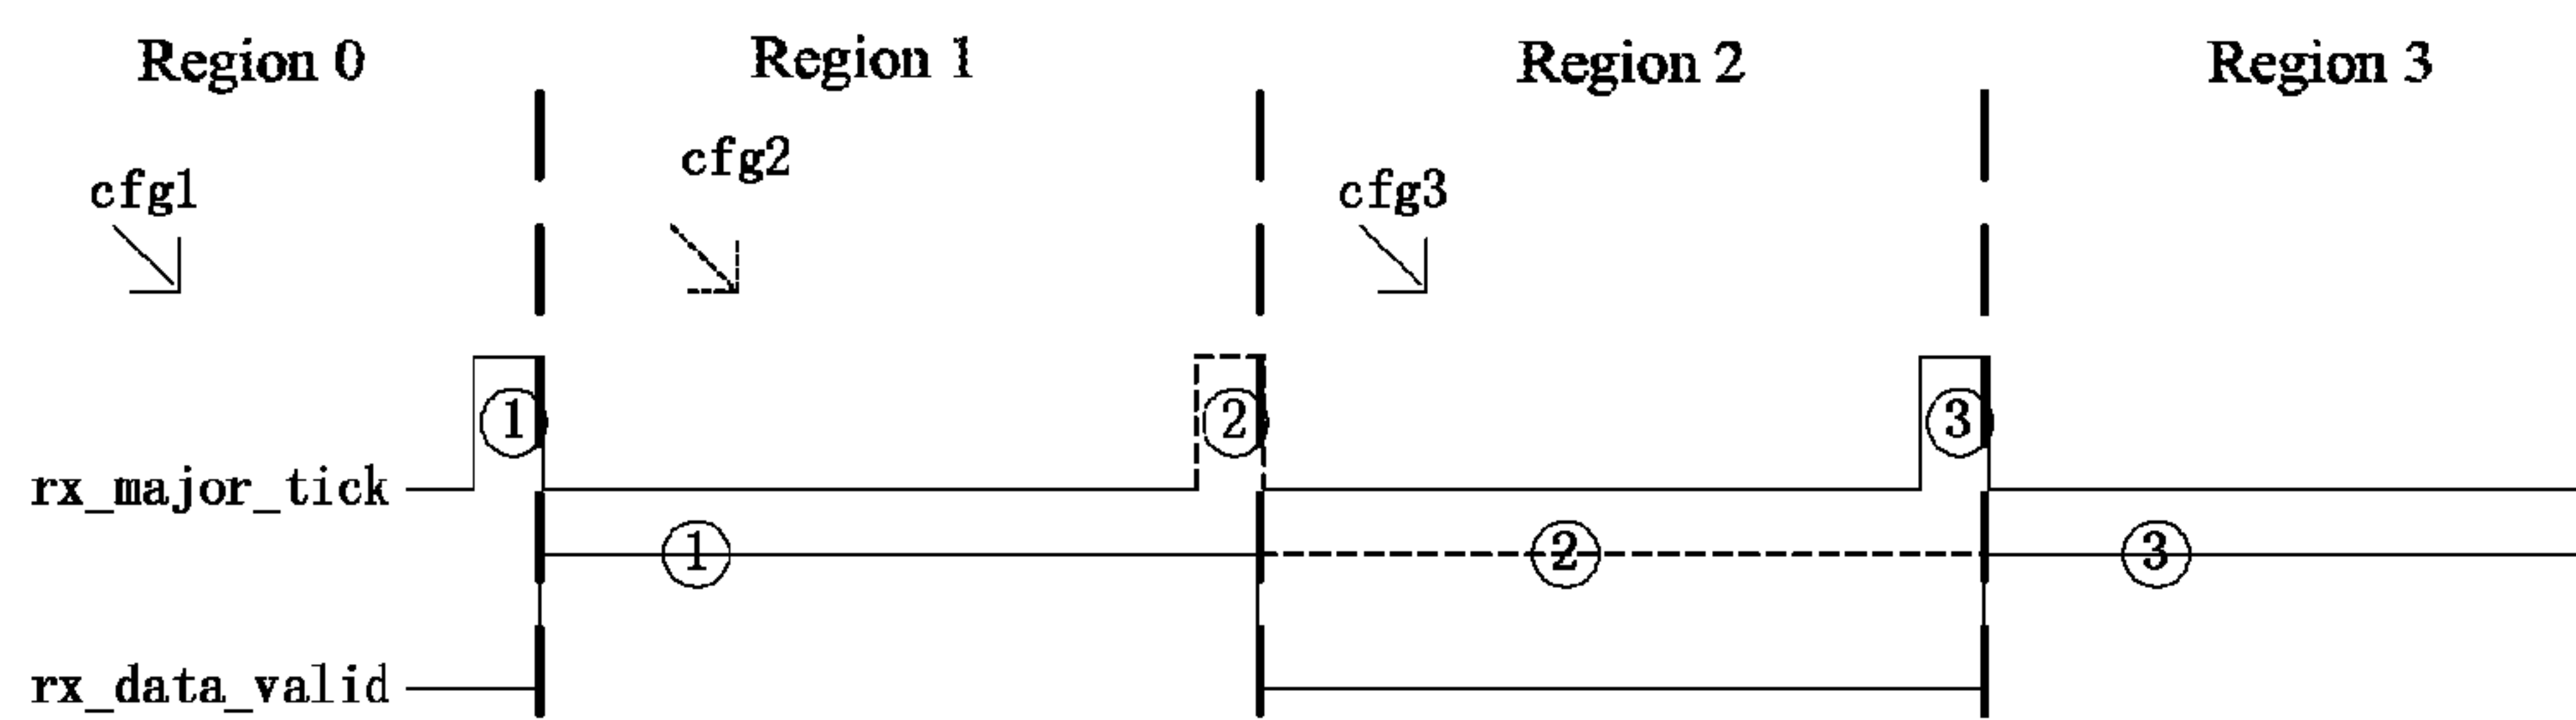 Region 0 Region 1 Region 2 Region 3
cfg1 cfg2 cfg3
① ② ③
rx_major_tick
① ② ③
rx_data_valid